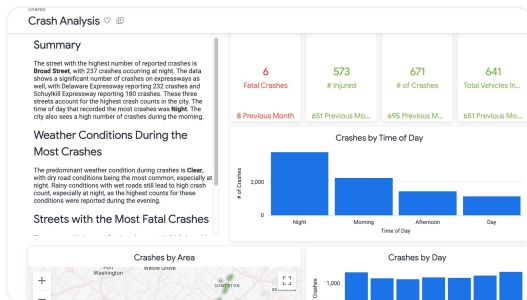 Shared
Crash Analysis
Summary
The street with the highest number of reported crashes is
Broad Street, with 237 crashes occurring at night. The data
shows a significant number of crashes on expressways as
well, with Delaware Expressway reporting 232 crashes and
Schuylkill Expressway reporting 180 crashes. These three
streets account for the highest crash counts in the city. The
time of day that recorded the most crashes was Night. The
city also sees a high number of crashes during the morning.
Weather Conditions During the
Most Crashes
The predominant weather condition during crashes is Clear,
with dry road conditions being the most common, especially at
night. Rainy conditions with wet roads still lead to high crash
count, especially at night, as the highest counts for these
conditions were reported during the evening.
Streets with the Most Fatal Crashes
6
Fatal Crashes
8 Previous Month
573
# Injured
651 Previous Mo...
671
# of Crashes
695 Previous M...
641
Total Vehicles In...
651 Previous Mo...
Crashes by Time of Day
# of Crashes
2,000
0
Night
Morning
Afternoon
Day
Time of Day
Crashes by Area
Fort
Washington
Willow Grove
SOMERTON
+
Crashes by Day
Crashes
1,000